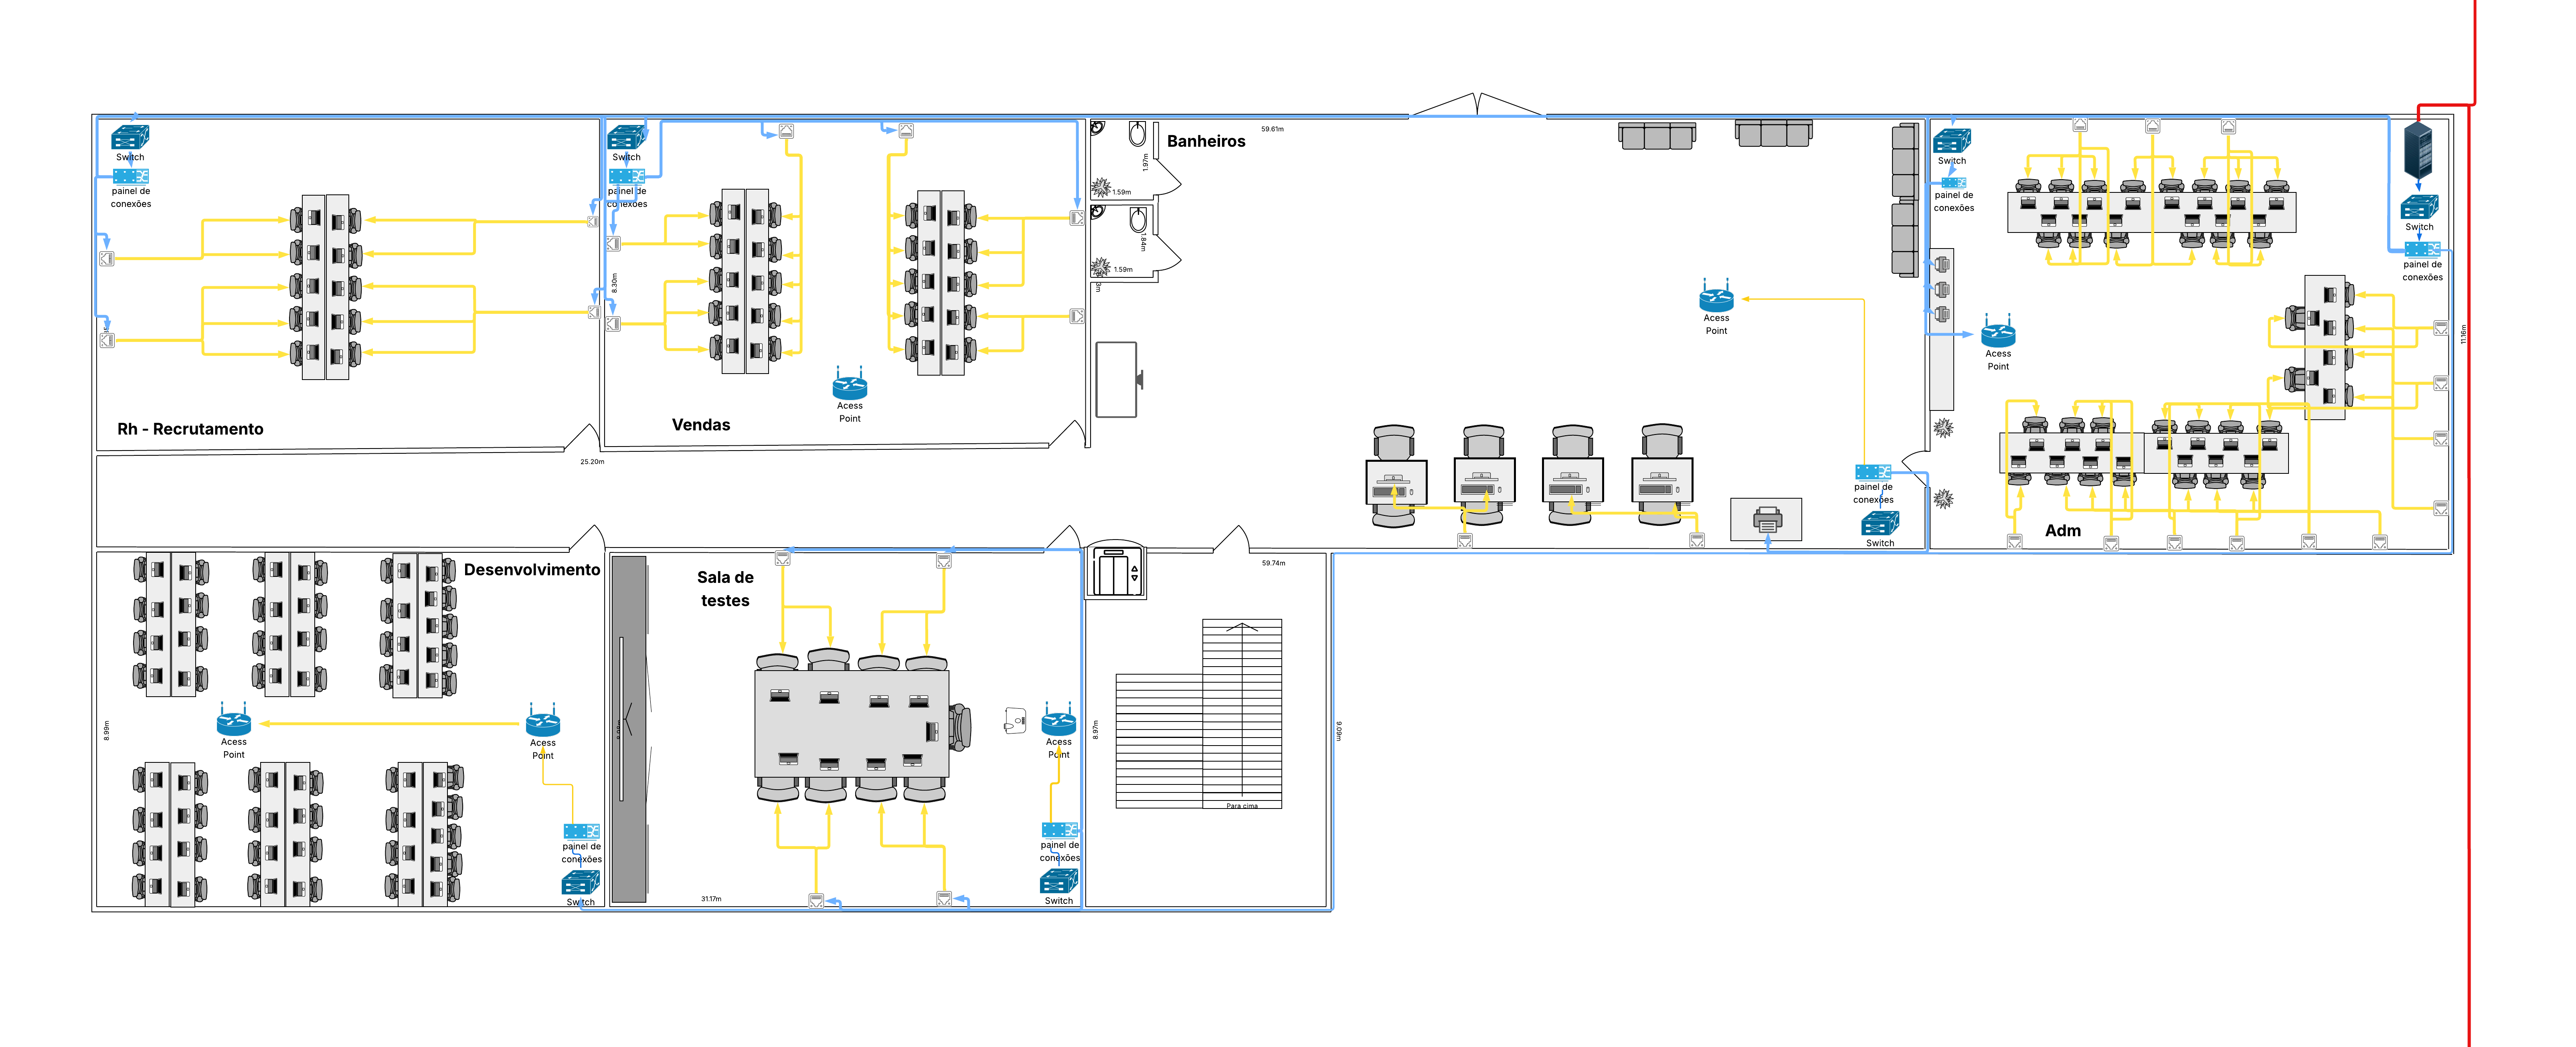 59.61m
Banheiros
Switch
painel de
conexões
Switch
painel de
conexões
1.97m
1.59m
1.84m
1.59m
3m
8.30m
Switch
painel de
conexões
Switch
painel de
conexões
11.16m
Acess
Point
Acess
Point
Acess
Point
Rh - Recrutamento
Vendas
25.20m
painel de
conexões
Switch
Adm
59.74m
Desenvolvimento
Sala de
testes
8.99m
Acess
Point
Acess
Point
Acess
Point
8.97m
9.09m
Para cima
painel de
conexões
Switch
painel de
conexões
Switch
31.17m